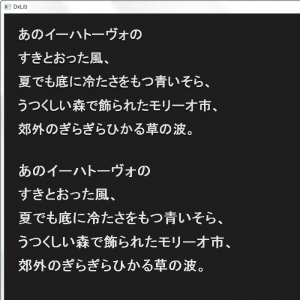 DxLib
あのイーハトーヴォの
すきとおった風、
夏でも底に冷たさをもつ青いそら、
うつくしい森で飾られたモリーオ市、
郊外のぎらぎらひかる草の波。
あのイーハトーヴォの
すきとおった風、
夏でも底に冷たさをもつ青いそら、
うつくしい森で飾られたモリーオ市、
郊外のぎらぎらひかる草の波。